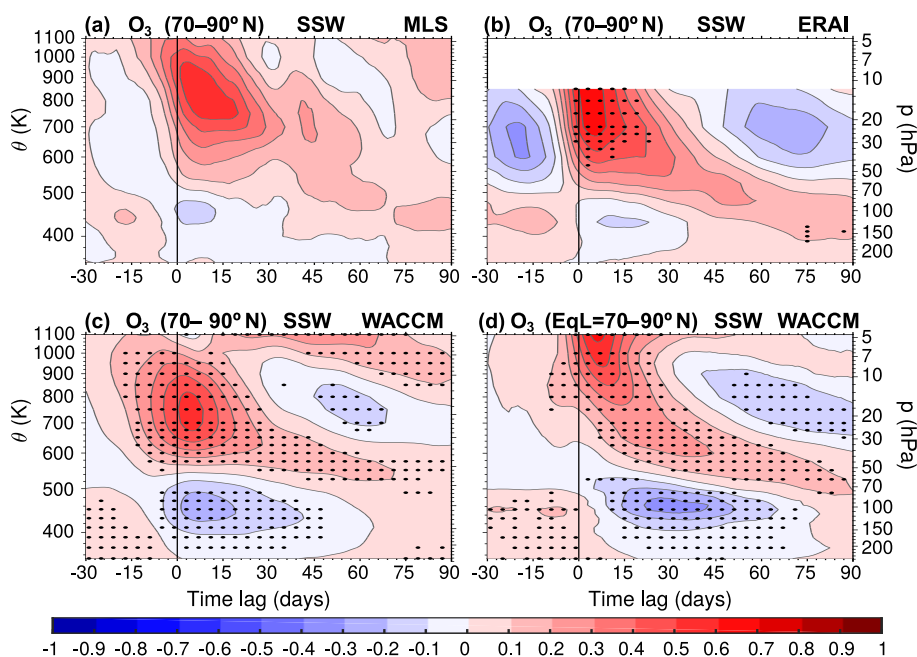 (a) O3 (70–90° N) SSW MLS
(b) O3 (70–90° N) SSW ERAI
1100
1000
900
800
700
600
500
400
θ (K)
5
7
10
20
30
50
70
100
150
200
p (hPa)
-30 -15 0 15 30 45 60 75 90
-30 -15 0 15 30 45 60 75 90
(c) O3 (70– 90° N) SSW WACCM
(d) O3 (EqL=70–90° N) SSW WACCM
1100
1000
900
800
700
600
500
400
θ (K)
5
7
10
20
30
50
70
100
150
200
p (hPa)
-30 -15 0 15 30 45 60 75 90
-30 -15 0 15 30 45 60 75 90
Time lag (days)
Time lag (days)
-1 -0.9 -0.8 -0.7 -0.6 -0.5 -0.4 -0.3 -0.2 -0.1 0 0.1 0.2 0.3 0.4 0.5 0.6 0.7 0.8 0.9 1